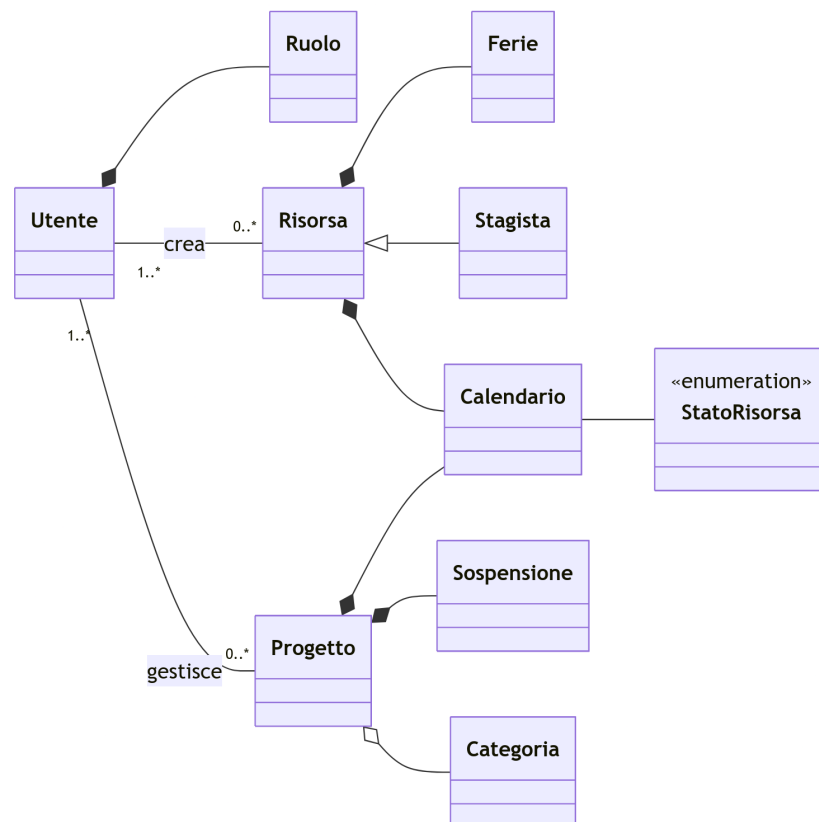 Ruolo
Ferie
Utente
crea
0..*
1..*
Risorsa
Stagista
1..*
Calendario
«enumeration»
StatoRisorsa
Sospensione
gestisce
0..*
Progetto
Categoria